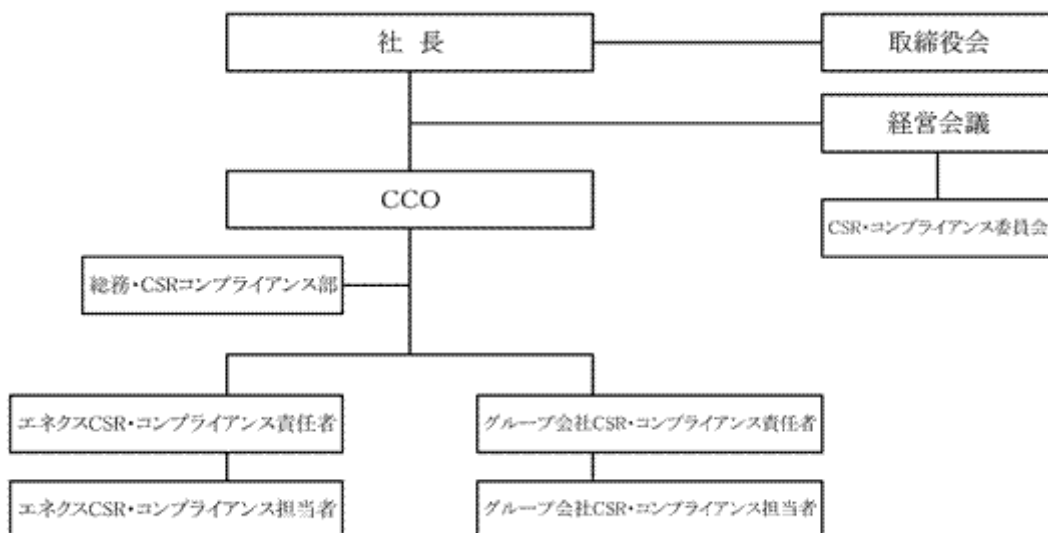 社 長
取締役会
経営会議
CCO
CSR・コンプライアンス委員会
総務・CSRコンプライアンス部
エネクスCSR・コンプライアンス責任者
グループ会社CSR・コンプライアンス責任者
エネクスCSR・コンプライアンス担当者
グループ会社CSR・コンプライアンス担当者